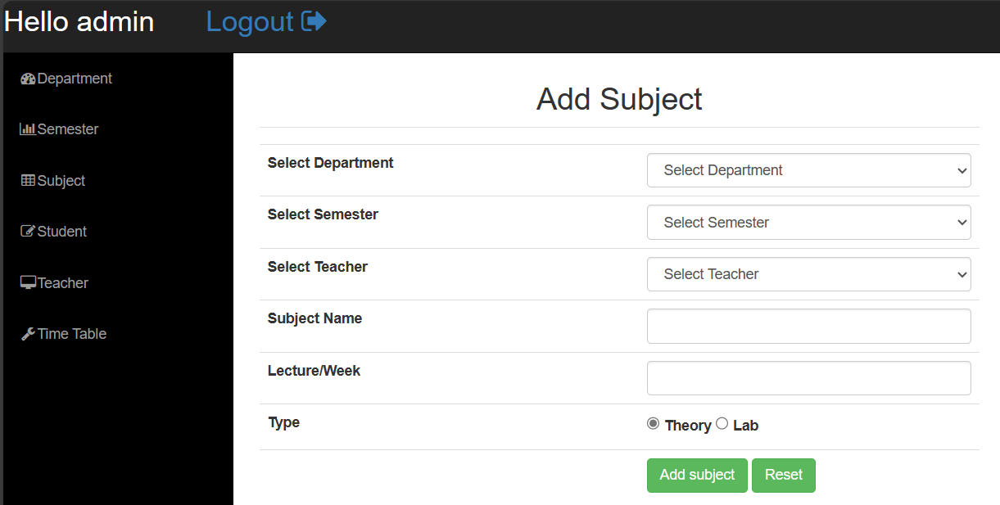 Hello admin Logout
Department
Semester
Subject
Student
Teacher
Time Table
Add Subject
Select Department Select Department
Select Semester Select Semester
Select Teacher Select Teacher
Subject Name
Lecture/Week
Type Theory Lab
Add subject Reset